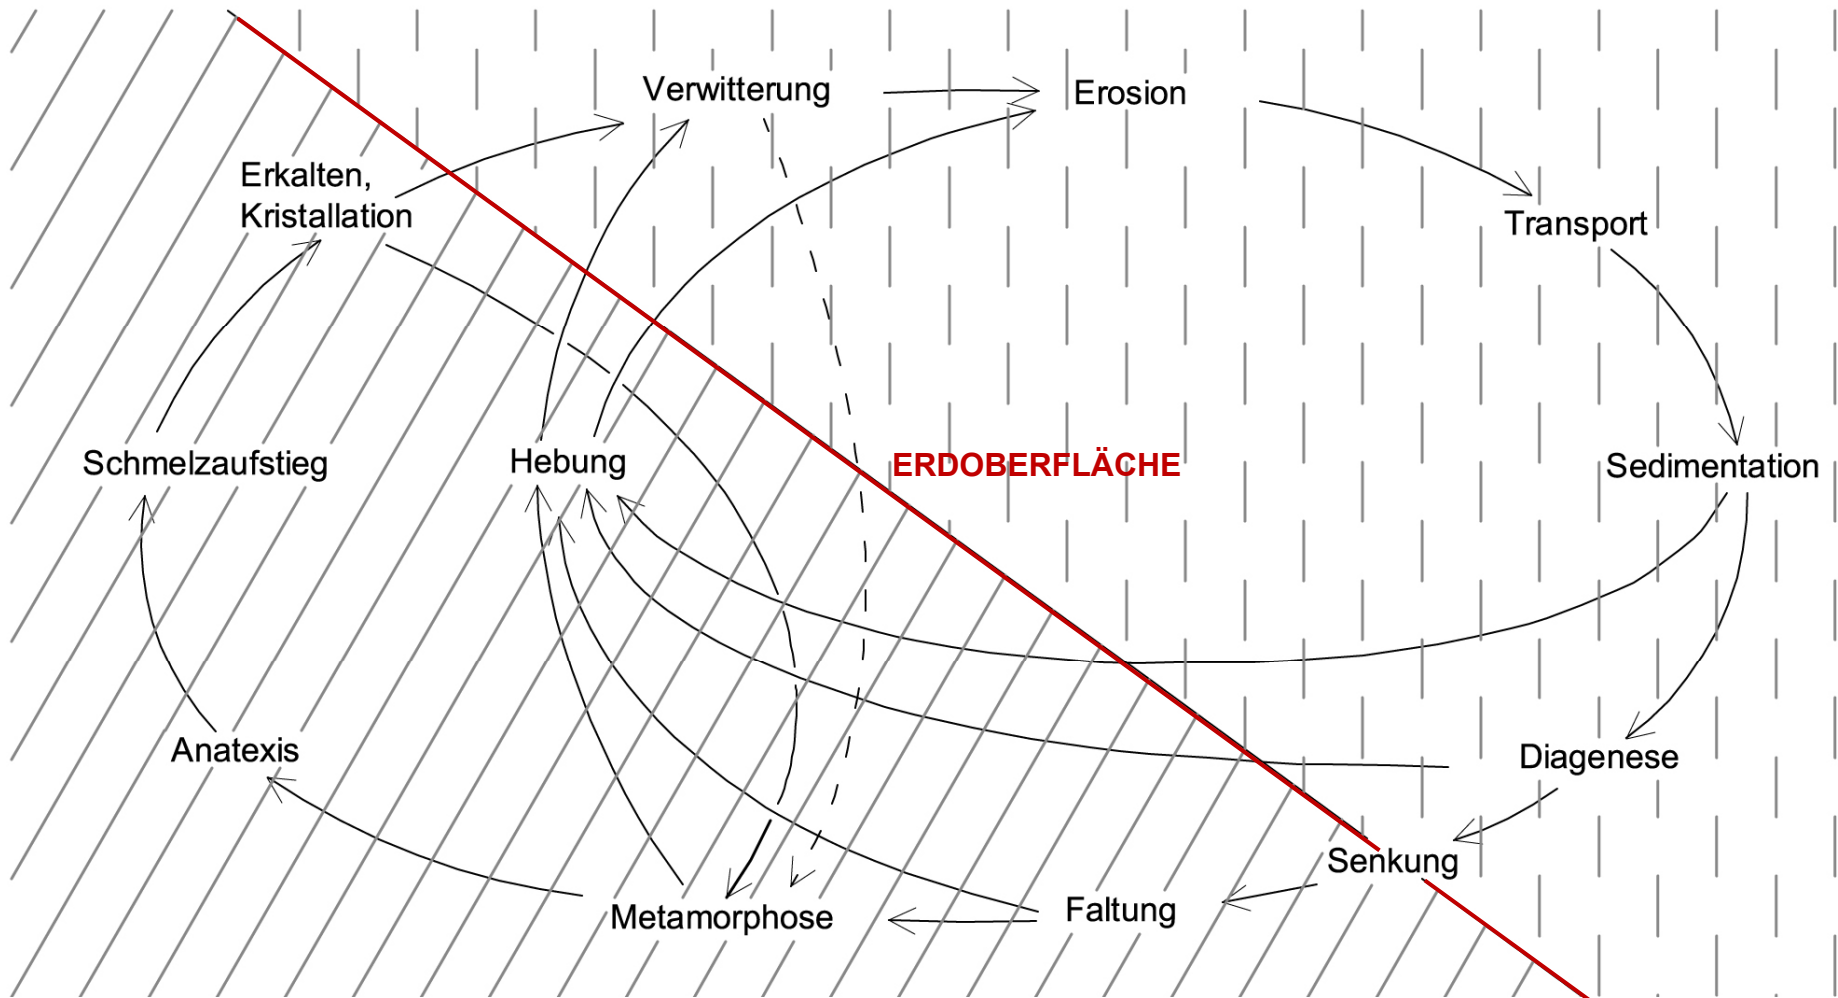 Verwitterung
Erosion
Erkalten,
Kristallation
Transport
Schmelzaufstieg
Hebung
ERDOBERFLÄCHE
Sedimentation
Anatexis
Diagenese
Senkung
Metamorphose
Faltung